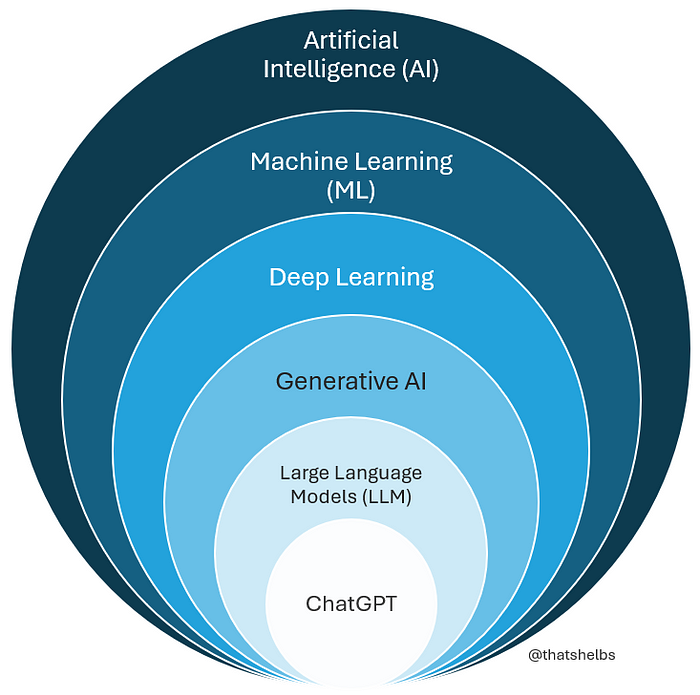 Artificial
Intelligence (AI)
Machine Learning
(ML)
Deep Learning
Generative AI
Large Language
Models (LLM)
ChatGPT
@thatshelbs